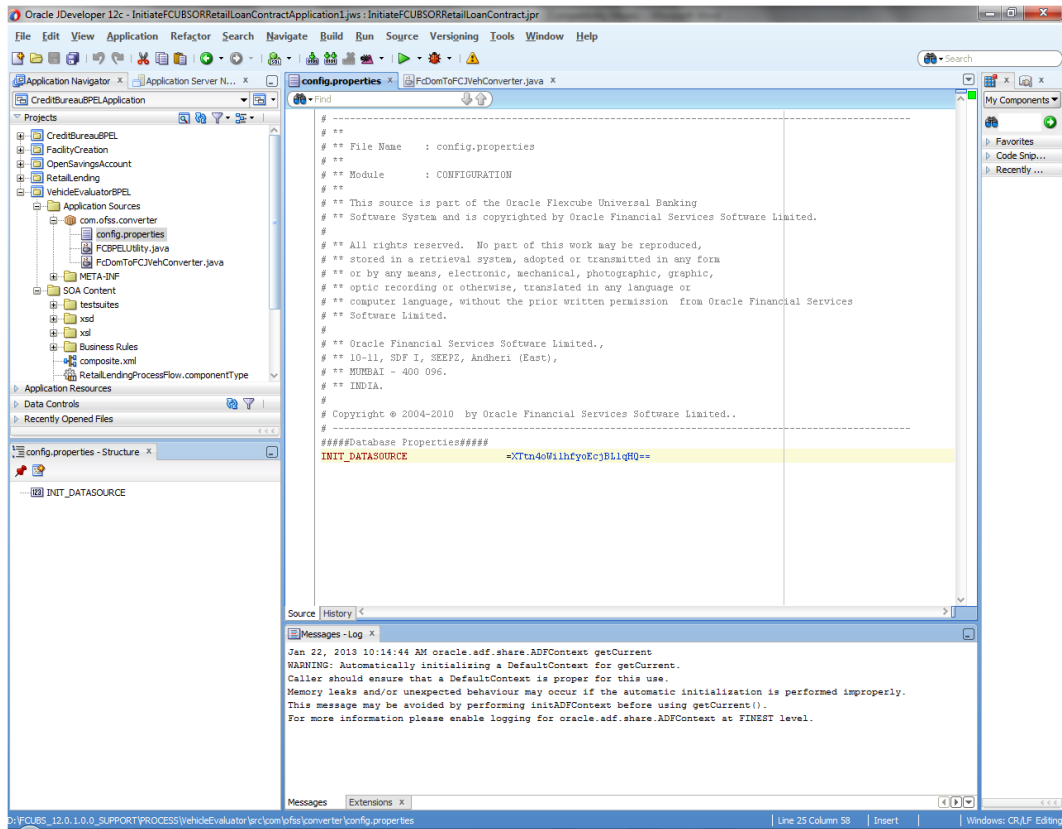 Oracle JDeveloper 12c - InitiateFCUBSORRetailLoanContractApplication1.jws : InitiateFCUBSORRetailLoanContract.jpr
File Edit View Application Refactor Search Navigate Build Run Source Versioning Tools Window Help
Search
Application Navigator x
Application Server N... x
CreditBureauBPELApplication
Projects
CreditBureauBPEL
FacilityCreation
OpenSavingsAccount
RetailLending
VehicleEvaluatorBPEL
Application Sources
com.ofss.converter
config.properties
FCBPELUtility.java
FcDomToFCJVehConverter.java
META-INF
SOA Content
testsuites
xsd
xsl
Business Rules
composite.xml
RetailLendingProcessFlow.componentType
Application Resources
Data Controls
Recently Opened Files
config.properties - Structure x
INIT_DATASOURCE
config.properties x
FcDomToFCJVehConverter.java x
Find
# ------------------------------------------------------------------------------------------------
# **
# ** File Name : config.properties
# **
# ** Module : CONFIGURATION
# **
# ** This source is part of the Oracle Flexcube Universal Banking
# ** Software System and is copyrighted by Oracle Financial Services Software Limited.
#
# ** All rights reserved. No part of this work may be reproduced,
# ** stored in a retrieval system, adopted or transmitted in any form
# ** or by any means, electronic, mechanical, photographic, graphic,
# ** optic recording or otherwise, translated in any language or
# ** computer language, without the prior written permission from Oracle Financial Services
# ** Software Limited.
#
# ** Oracle Financial Services Software Limited.,
# ** 10-11, SDF I, SEEPZ, Andheri (East),
# ** MUMBAI - 400 096.
# ** INDIA.
#
# Copyright © 2004-2010 by Oracle Financial Services Software Limited..
# ------------------------------------------------------------------------------------------------
#####Database Properties#####
INIT_DATASOURCE =XTtn4oWilhfyoEcjBLlqHQ==
Source History
Messages - Log x
Jan 22, 2013 10:14:44 AM oracle.adf.share.ADFContext getCurrent
WARNING: Automatically initializing a DefaultContext for getCurrent.
Caller should ensure that a DefaultContext is proper for this use.
Memory leaks and/or unexpected behaviour may occur if the automatic initialization is performed improperly.
This message may be avoided by performing initADFContext before using getCurrent().
For more information please enable logging for oracle.adf.share.ADFContext at FINEST level.
Messages Extensions x
My Components
Favorites
Code Snip...
Recently ...
D:\FCUBS_12.0.1.0.0_SUPPORT\PROCESS\VehicleEvaluator\src\com\ofss\converter\config.properties
Line 25 Column 58
Insert
Windows: CR/LF Editing